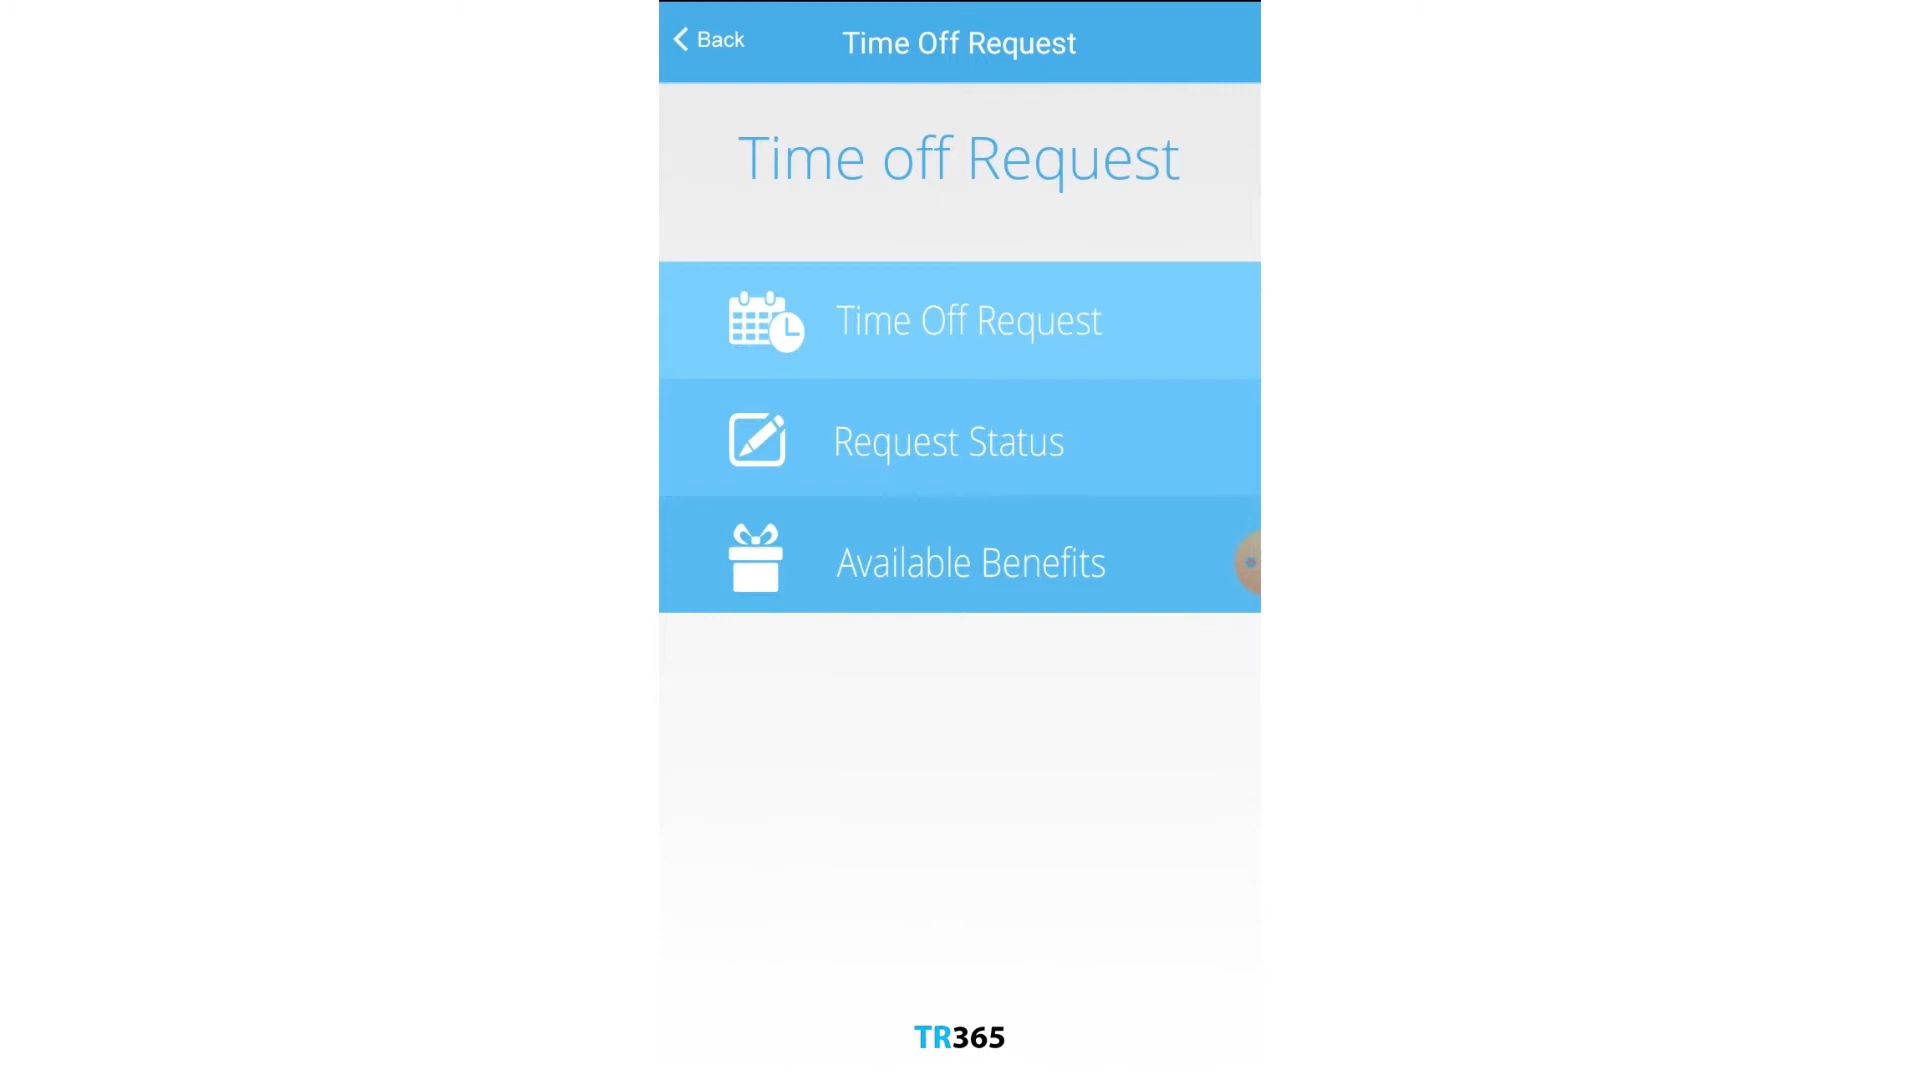 Back
Time Off Request
Time off Request
Time Off Request
Request Status
Available Benefits
TR365